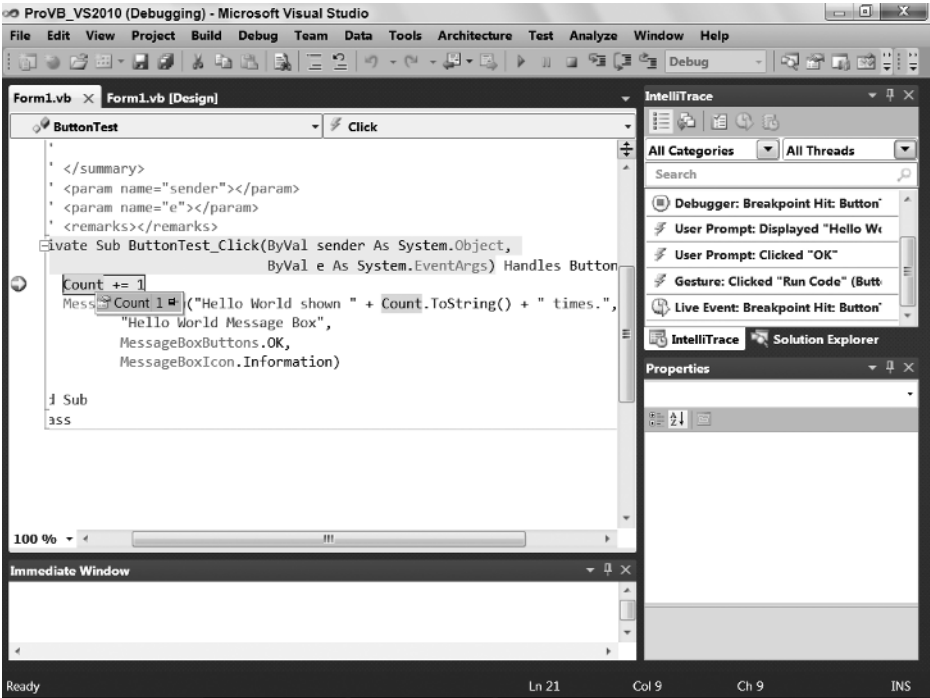 ProVB_VS2010 (Debugging) - Microsoft Visual Studio
File Edit View Project Build Debug Team Data Tools Architecture Test Analyze Window Help
Debug
Form1.vb Form1.vb [Design]
ButtonTest Click
'
' </summary>
' <param name="sender"></param>
' <param name="e"></param>
' <remarks></remarks>
ivate Sub ButtonTest_Click(ByVal sender As System.Object,
ByVal e As System.EventArgs) Handles Button
Count += 1
Mess Count 1 ("Hello World shown " + Count.ToString() + " times.",
"Hello World Message Box",
MessageBoxButtons.OK,
MessageBoxIcon.Information)
d Sub
ass
100 %
Immediate Window
IntelliTrace
All Categories All Threads
Search
Debugger: Breakpoint Hit: Button
User Prompt: Displayed "Hello Wo
User Prompt: Clicked "OK"
Gesture: Clicked "Run Code" (Butt
Live Event: Breakpoint Hit: Button
IntelliTrace Solution Explorer
Properties
Ready Ln 21 Col 9 Ch 9 INS